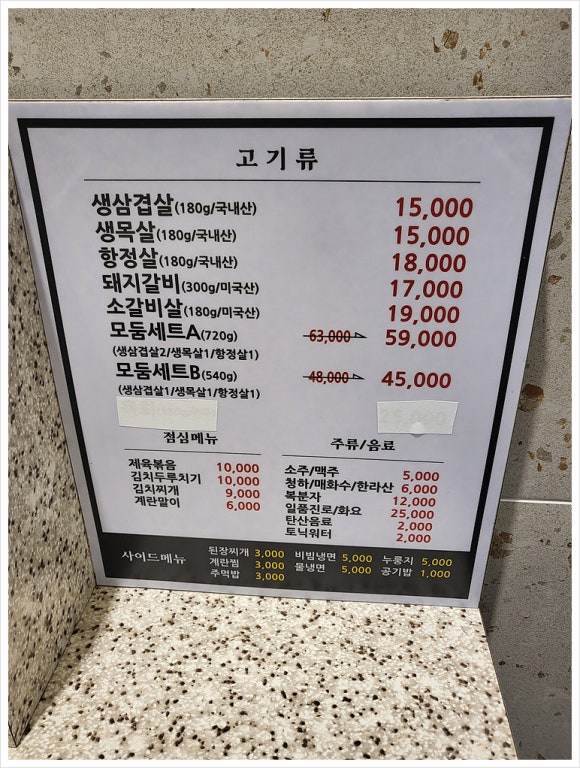 고기류
생삼겹살(180g/국내산) 15,000
생목살(180g/국내산) 15,000
항정살(180g/국내산) 18,000
돼지갈비(300g/미국산) 17,000
소갈비살(180g/미국산) 19,000
모둠세트A(720g) 63,000 59,000
(생삼겹살2/생목살1/항정살1)
모둠세트B(540g) 48,000 45,000
(생삼겹살1/생목살1/항정살1)
25,000
점심메뉴
제육볶음 10,000
김치두루치기 10,000
김치찌개 9,000
계란말이 6,000
주류/음료
소주/맥주 5,000
청하/매화수/한라산 6,000
복분자 12,000
일품진로/화요 25,000
탄산음료 2,000
토닉워터 2,000
사이드메뉴
된장찌개 3,000 비빔냉면 5,000 누룽지 5,000
계란찜 3,000 물냉면 5,000 공기밥 1,000
주먹밥 3,000